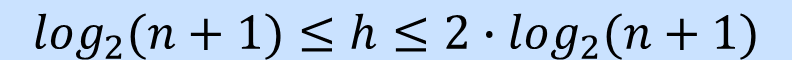 log₂(n + 1) ≤ h ≤ 2 · log₂(n + 1)